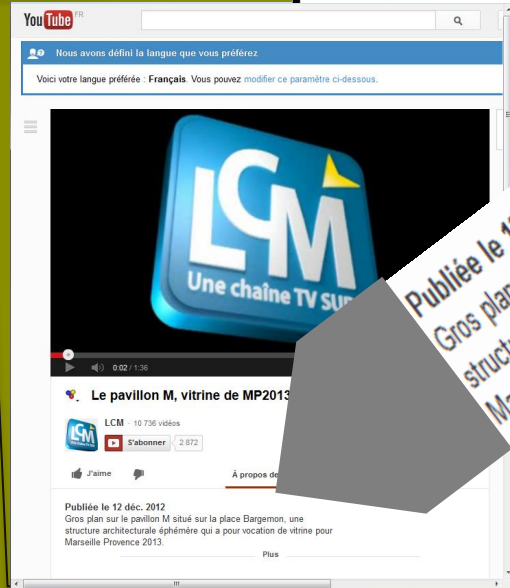 YouTube FR
Nous avons défini la langue que vous préférez
Voici votre langue préférée : Français. Vous pouvez modifier ce paramètre ci-dessous.
LCM
Une chaîne TV
0:02 / 1:36
Le pavillon M, vitrine de MP2013
LCM · 10 736 vidéos
S'abonner 2 872
J'aime
À propos de
Publiée le 12 déc. 2012
Gros plan sur le pavillon M situé sur la place Bargemon, une
structure architecturale éphémère qui a pour vocation de vitrine pour
Marseille Provence 2013.
Plus
Publiée le
Gros plan